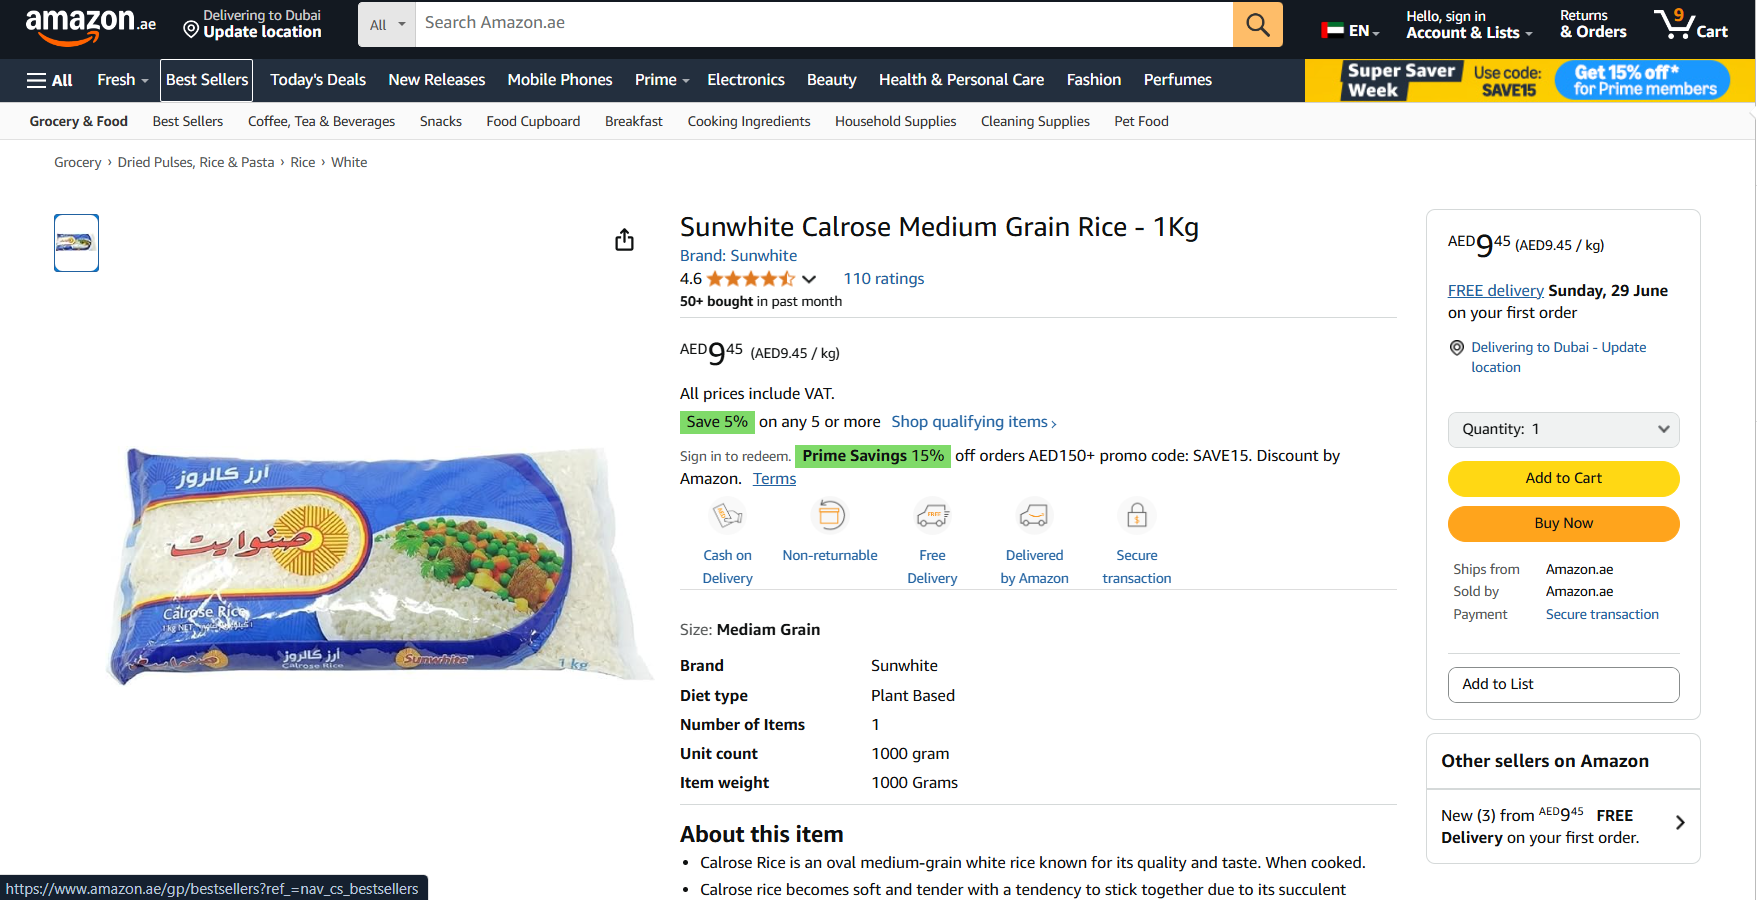 amazon.ae
Delivering to Dubai
Update location
All
Search Amazon.ae
EN
Hello, sign in
Account & Lists
Returns
& Orders
9
Cart
All
Fresh
Best Sellers
Today's Deals
New Releases
Mobile Phones
Prime
Electronics
Beauty
Health & Personal Care
Fashion
Perfumes
Super Saver
Week
Use code:
SAVE15
Get 15% off*
for Prime members
Grocery & Food
Best Sellers
Coffee, Tea & Beverages
Snacks
Food Cupboard
Breakfast
Cooking Ingredients
Household Supplies
Cleaning Supplies
Pet Food
Grocery › Dried Pulses, Rice & Pasta › Rice › White
أرز كالروز
صنوايت
Calrose Rice
1 kg NET
أرز كالروز
Calrose Rice
صنوايت
Sunwhite
1 kg
Sunwhite Calrose Medium Grain Rice - 1Kg
Brand: Sunwhite
4.6
110 ratings
50+ bought in past month
AED9.45 (AED9.45 / kg)
All prices include VAT.
Save 5% on any 5 or more Shop qualifying items ›
Sign in to redeem. Prime Savings 15% off orders AED150+ promo code: SAVE15. Discount by
Amazon. Terms
FREE
Cash on
Delivery
Non-returnable
Free
Delivery
Delivered
by Amazon
Secure
transaction
Size: Mediam Grain
Brand Sunwhite
Diet type Plant Based
Number of Items 1
Unit count 1000 gram
Item weight 1000 Grams
About this item
• Calrose Rice is an oval medium-grain white rice known for its quality and taste. When cooked.
• Calrose rice becomes soft and tender with a tendency to stick together due to its succulent
AED9 45 (AED9.45 / kg)
FREE delivery Sunday, 29 June
on your first order
Delivering to Dubai - Update
location
Quantity: 1
Add to Cart
Buy Now
Ships from Amazon.ae
Sold by Amazon.ae
Payment Secure transaction
Add to List
Other sellers on Amazon
New (3) from AED9 45 FREE
Delivery on your first order.
https://www.amazon.ae/gp/bestsellers?ref_=nav_cs_bestsellers